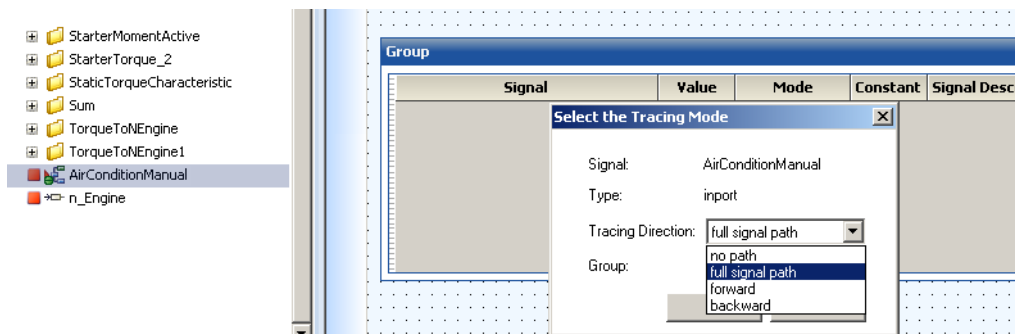 StarterMomentActive
StarterTorque_2
StaticTorqueCharacteristic
Sum
TorqueToNEngine
TorqueToNEngine1
AirConditionManual
n_Engine
Group
Signal Value Mode Constant Signal Desc
Select the Tracing Mode
Signal: AirConditionManual
Type: inport
Tracing Direction: full signal path
Group:
no path
full signal path
forward
backward